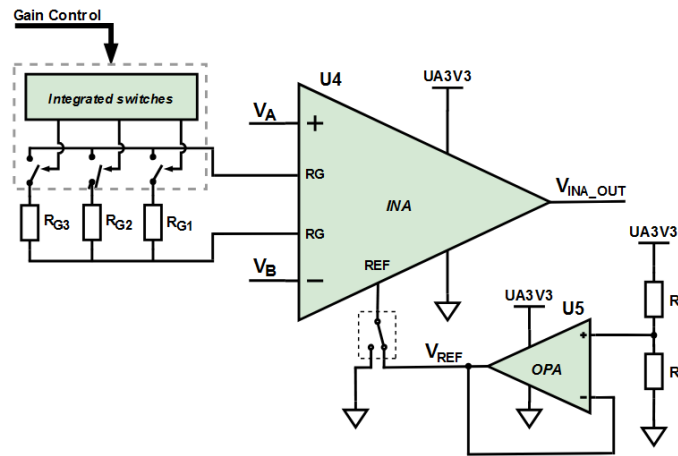 Gain Control
Integrated switches
RG3
RG2
RG1
U4
UA3V3
VA
+
RG
INA
VINA_OUT
RG
VB
−
REF
UA3V3
UA3V3
U5
R
VREF
+
OPA
−
R